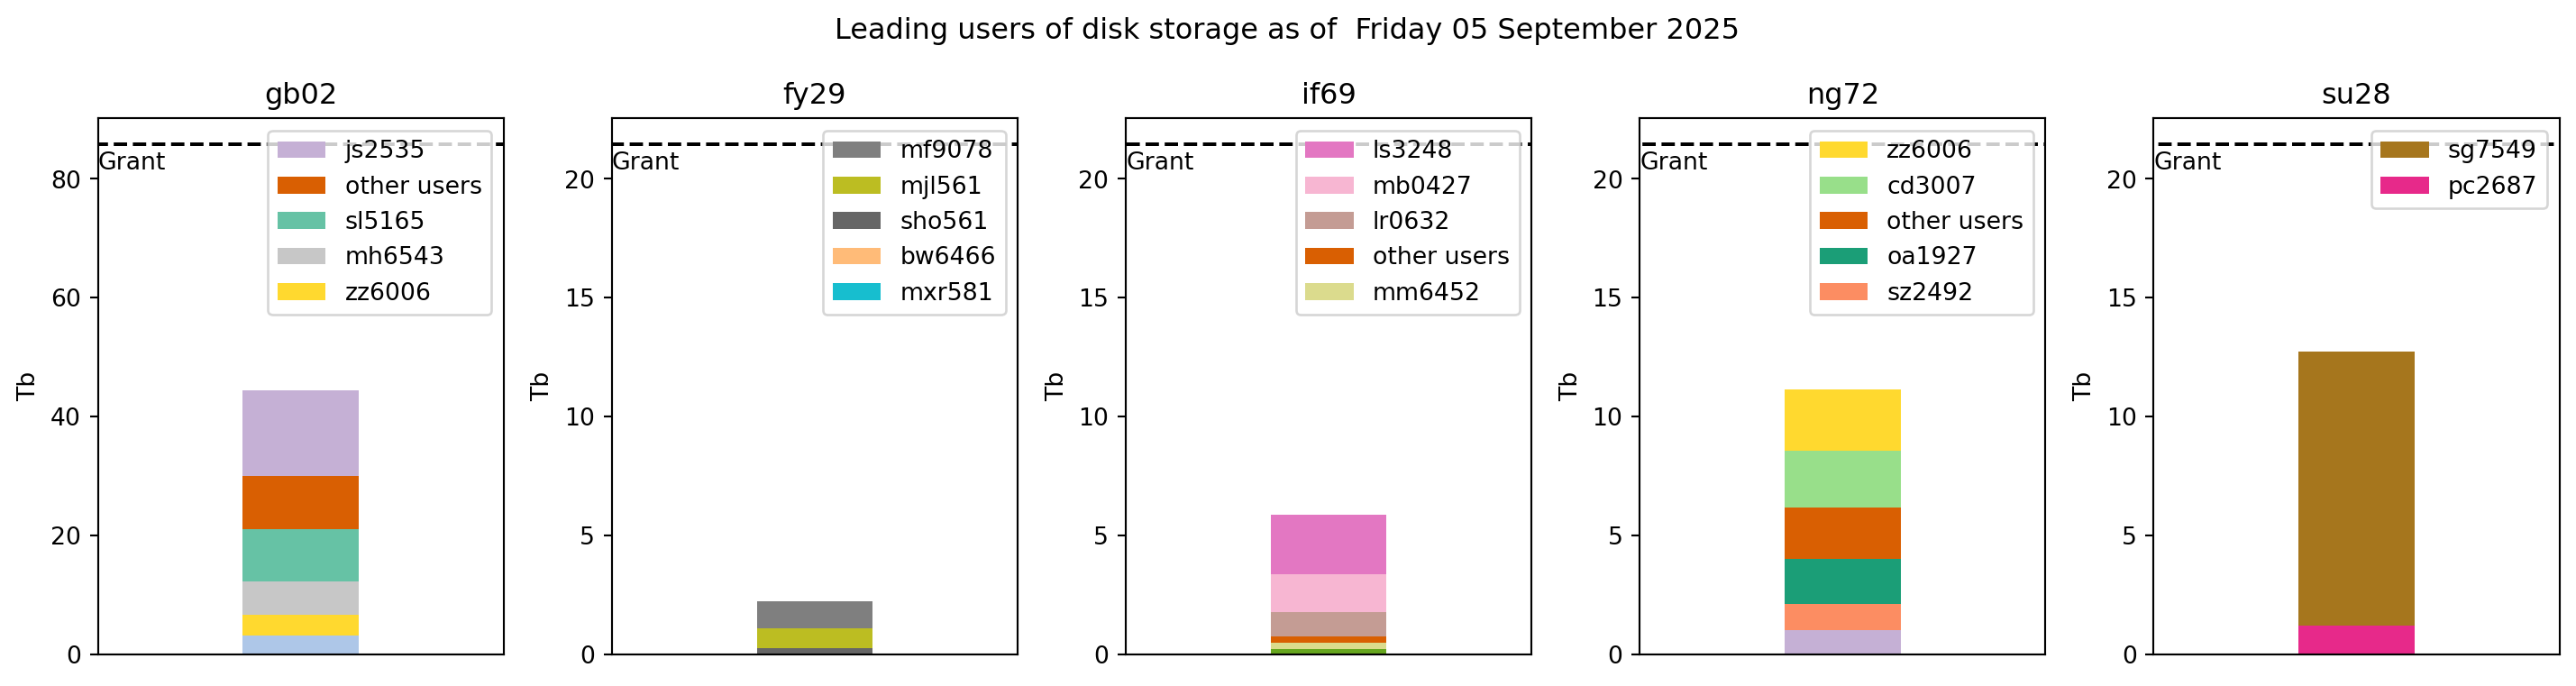 Leading users of disk storage as of  Friday 05 September 2025
gb02
Tb
80
60
40
20
0
Grant
js2535
other users
sl5165
mh6543
zz6006
fy29
Tb
20
15
10
5
0
Grant
mf9078
mjl561
sho561
bw6466
mxr581
if69
Tb
20
15
10
5
0
Grant
ls3248
mb0427
lr0632
other users
mm6452
ng72
Tb
20
15
10
5
0
Grant
zz6006
cd3007
other users
oa1927
sz2492
su28
Tb
20
15
10
5
0
Grant
sg7549
pc2687